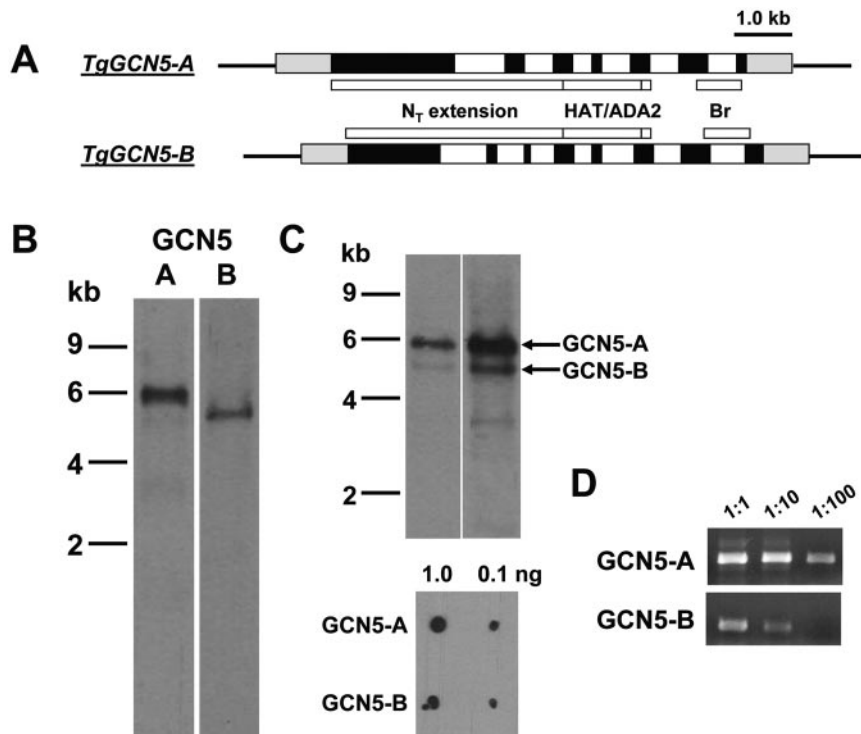 A
1.0 kb
TgGCN5-A
N_T extension
HAT/ADA2
Br
TgGCN5-B
B
GCN5
A B
kb
9
6
4
2
C
kb
9
6
4
2
GCN5-A
GCN5-B
1.0 0.1 ng
GCN5-A
GCN5-B
D
1:1 1:10 1:100
GCN5-A
GCN5-B